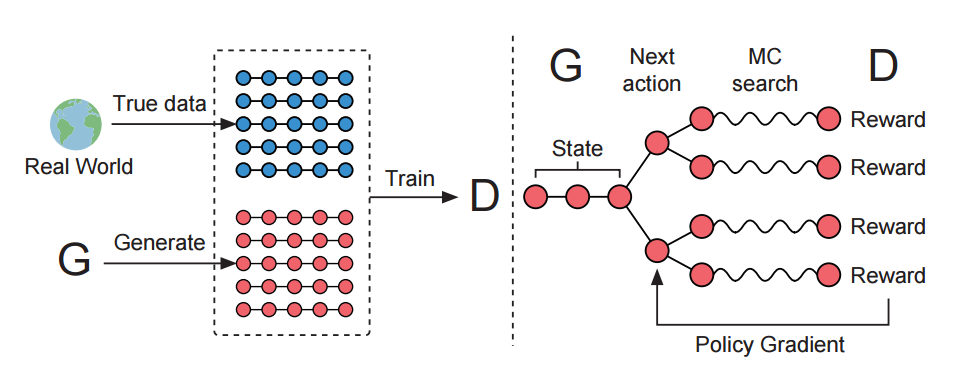 True data
Real World
G
Generate
Train
D
G
Next
action
MC
search
D
State
Reward
Reward
Reward
Reward
Policy Gradient